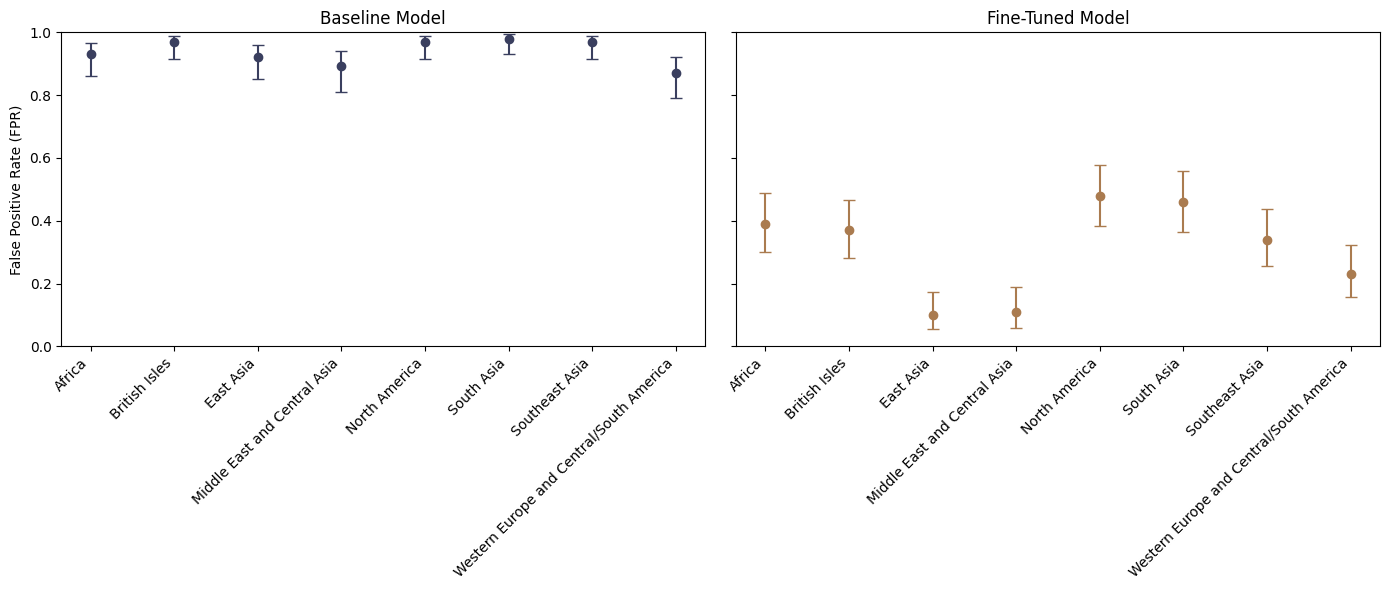 Baseline Model
Fine-Tuned Model
False Positive Rate (FPR)
1.0
0.8
0.6
0.4
0.2
0.0
Africa
British Isles
East Asia
Middle East and Central Asia
North America
South Asia
Southeast Asia
Western Europe and Central/South America
Africa
British Isles
East Asia
Middle East and Central Asia
North America
South Asia
Southeast Asia
Western Europe and Central/South America